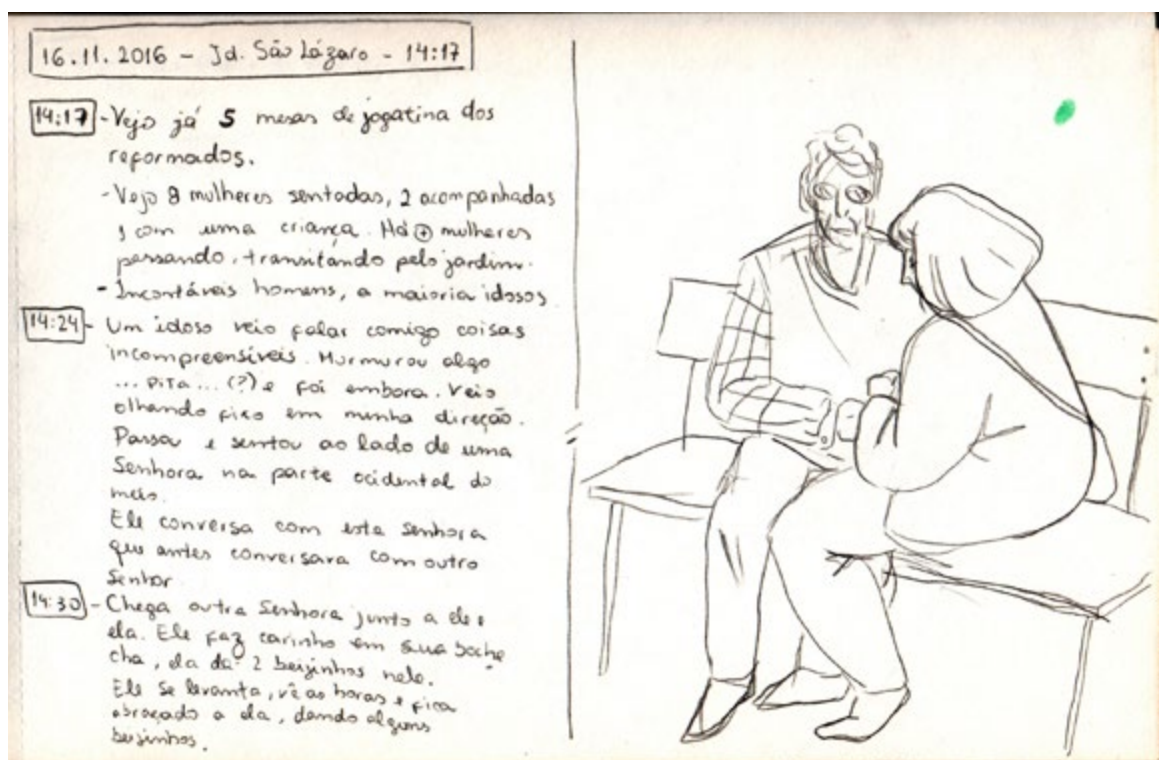 16.11.2016 – Jd. São Lázaro - 14:17
14:17 - Vejo já 5 mesas de jogatina dos
reformados.
- Vejo 8 mulheres sentadas, 2 acompanhadas
, com uma criança. Há ⊕ mulheres
passando, transitando pelo jardim.
- Incontáveis homens, a maioria idosos
14:24 - Um idoso veio falar comigo coisas
incompreensíveis. Murmurou algo
... pita ... (?) e foi embora. Veio
olhando fixo em minha direção.
Passou e sentou ao lado de uma
Senhora na parte ocidental do
meio.
Ele conversa com esta senhora
que antes conversara com outro
Senhor.
14:30 - Chega outra Senhora junto a ele e
ela. Ele faz carinho em sua boche
cha, ela dá 2 beijinhos nele.
Ele se levanta, vê as horas e fica
abraçado a ela, dando alguns
beijinhos.